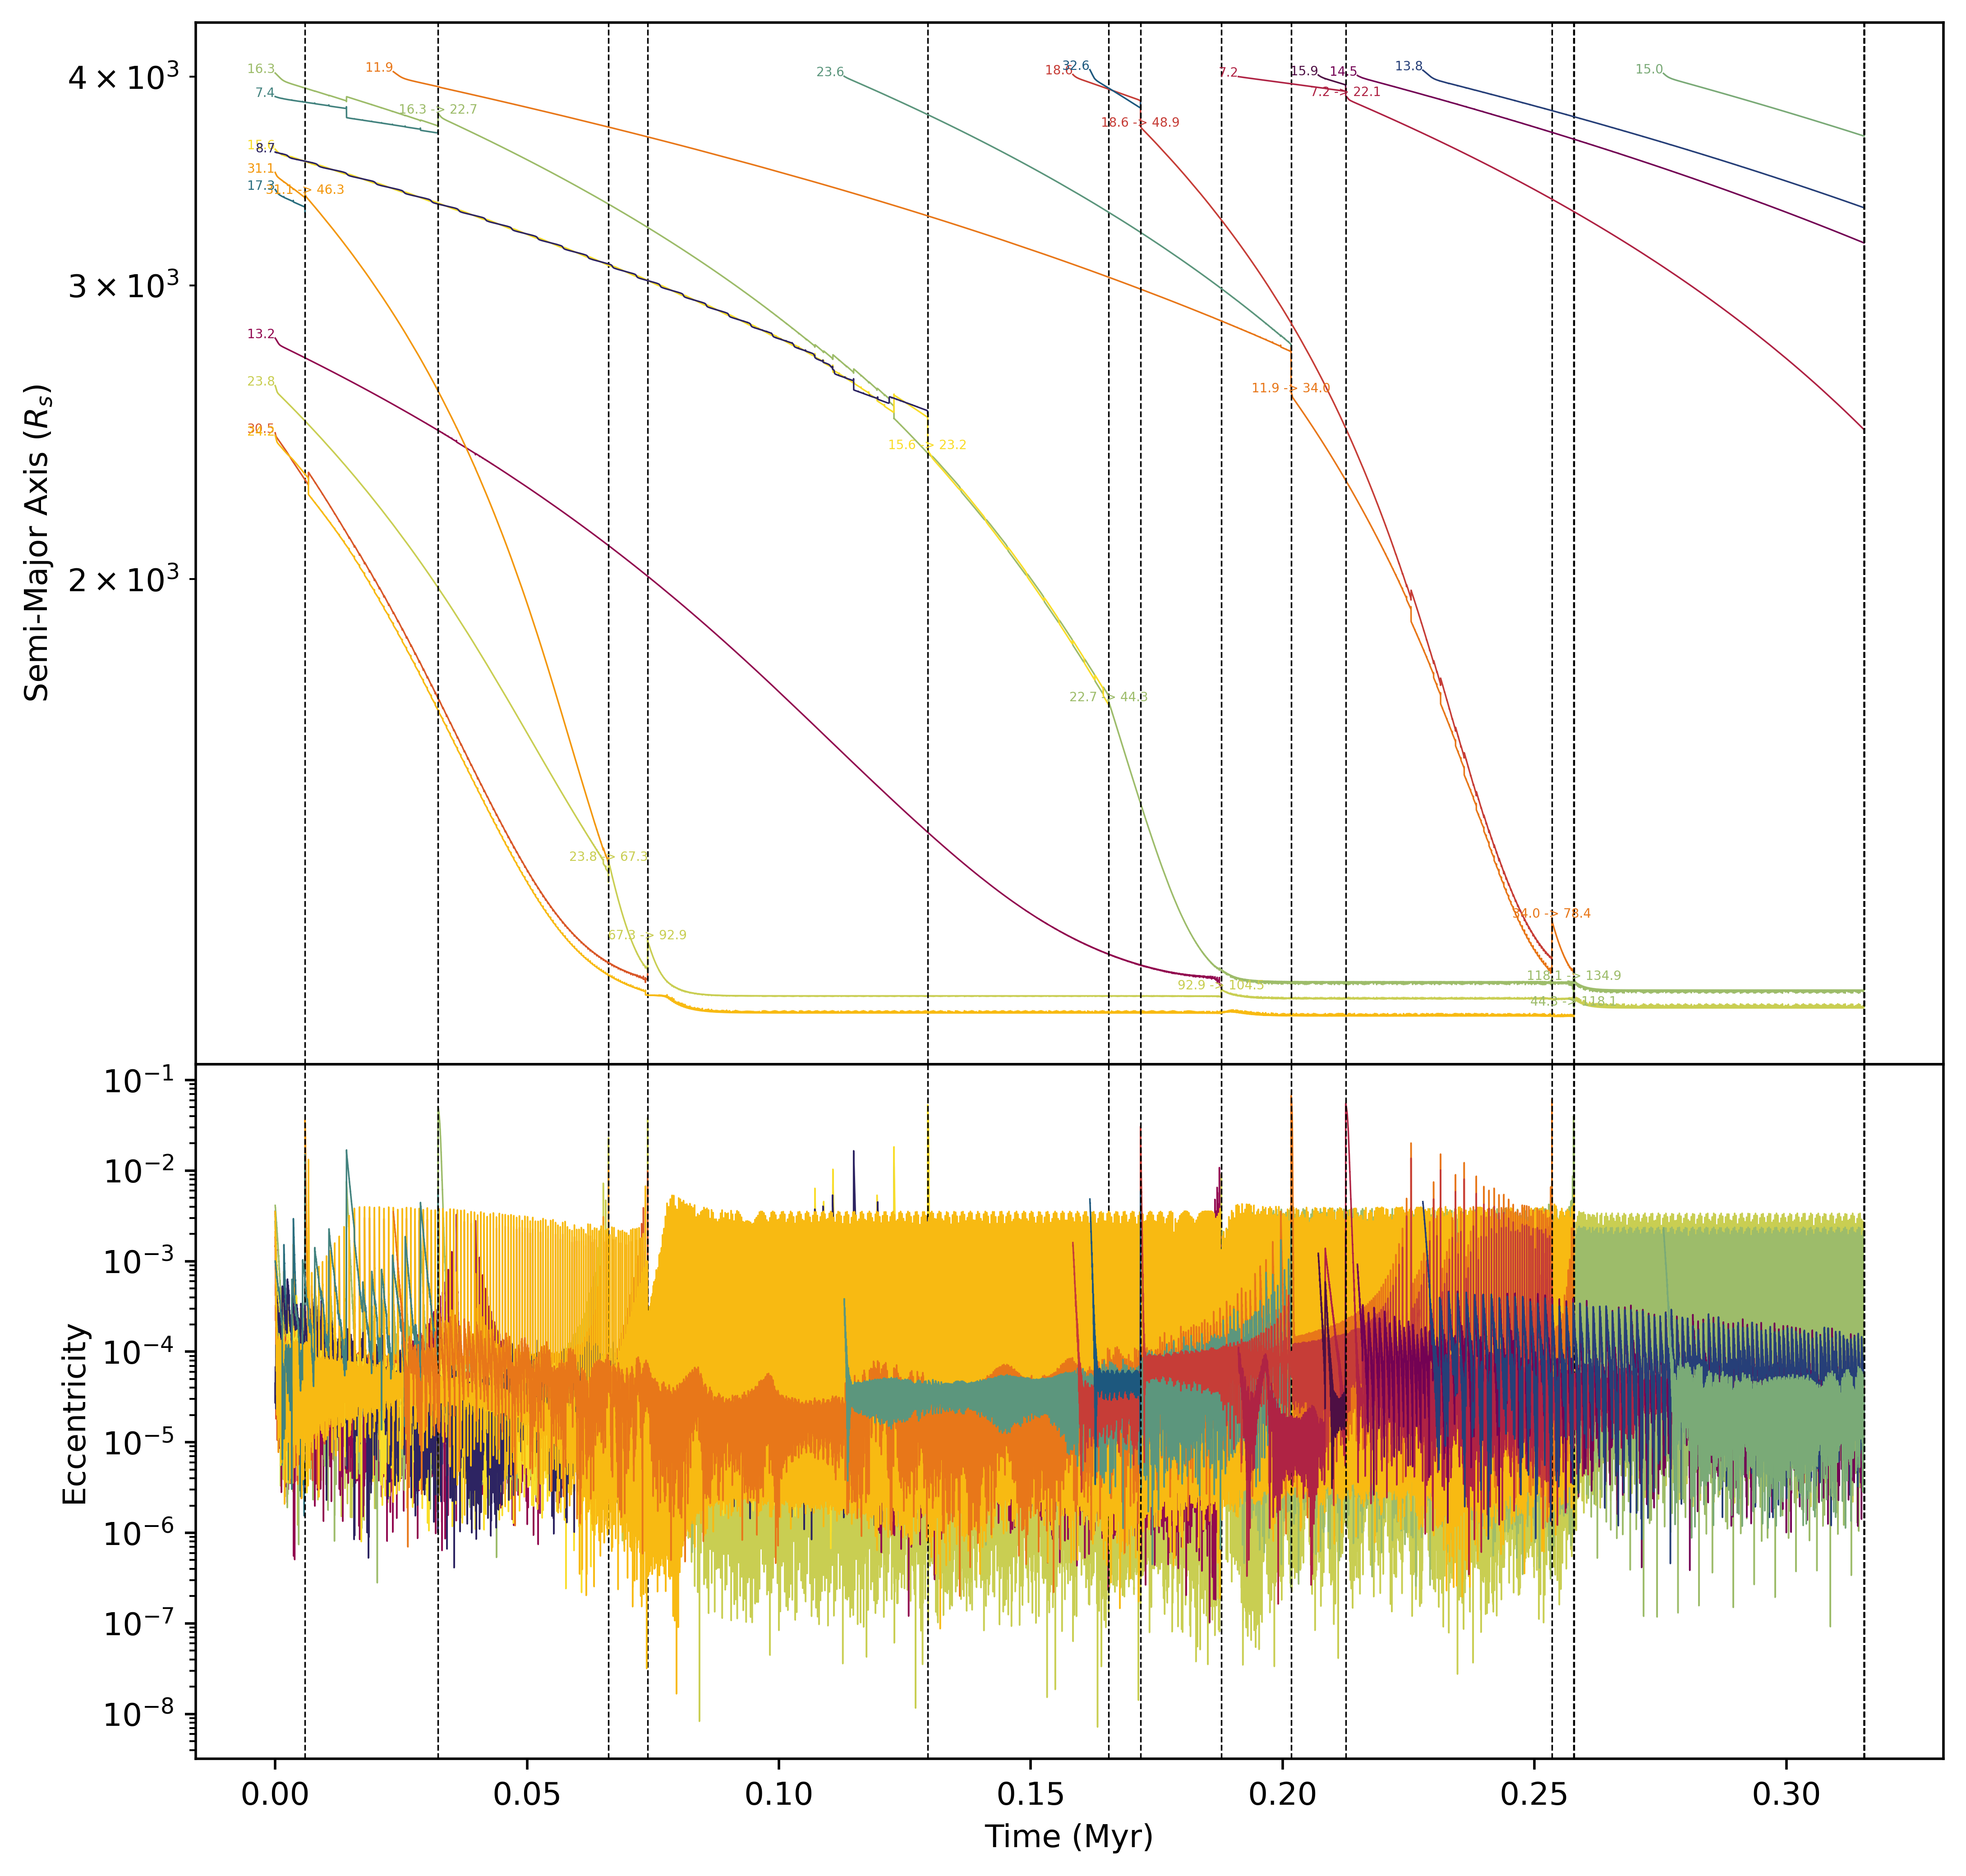 4 × 10³
3 × 10³
2 × 10³
Semi-Major Axis (Rₛ)
16.3
7.4
11.9
16.3 -> 22.7
8.7
31.1
17.3
31.1 -> 46.3
13.2
23.8
30.5
23.6
18.6
32.6
18.6 -> 48.9
7.2
15.9
14.5
7.2 -> 22.1
13.8
15.0
11.9 -> 34.0
15.6 -> 23.2
22.7 -> 44.3
23.8 -> 67.3
67.3 -> 92.9
34.0 -> 78.4
118.1 -> 134.9
92.9 -> 104.5
44.3 -> 118.1
10⁻¹
10⁻²
10⁻³
10⁻⁴
10⁻⁵
10⁻⁶
10⁻⁷
10⁻⁸
Eccentricity
0.00 0.05 0.10 0.15 0.20 0.25 0.30
Time (Myr)